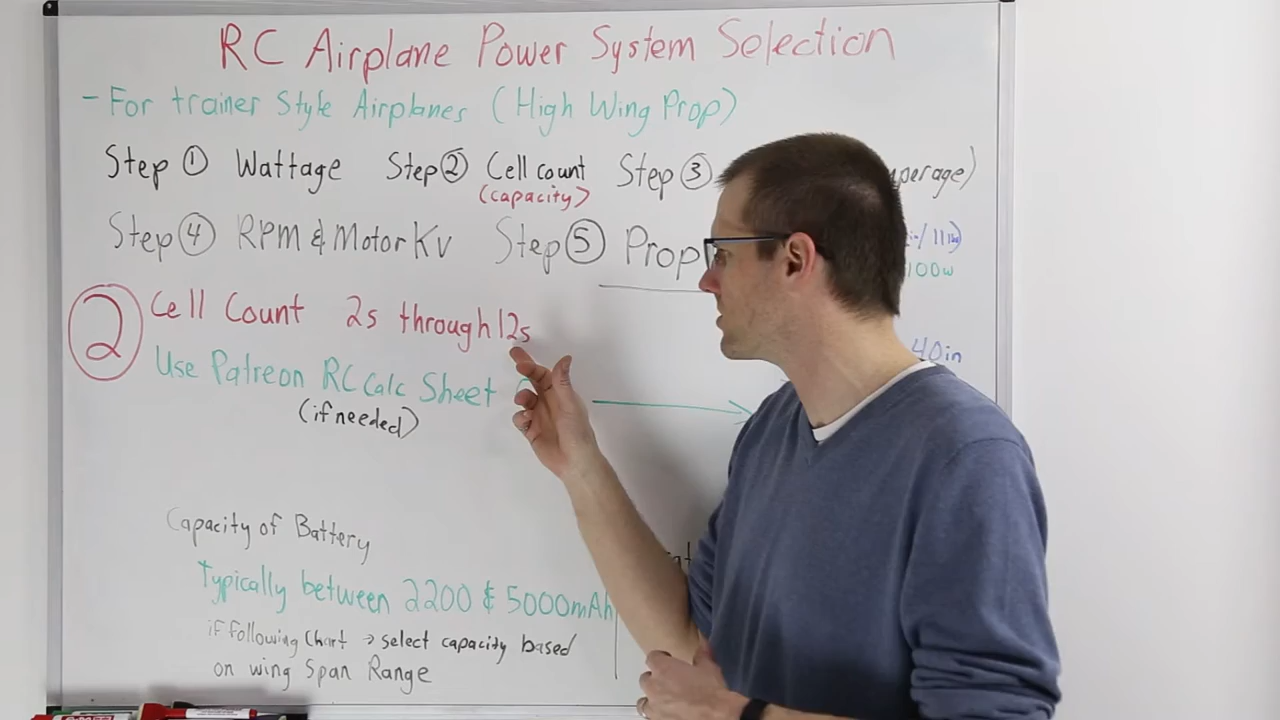 RC Airplane Power System Selection
- For trainer Style Airplanes (High Wing Prop)
Step ① Wattage Step ② Cell count Step ③
(capacity)
Step ④ RPM & Motor Kv Step ⑤ Prop
100w
② Cell Count 2s through 12s
40in
Use Patreon RC Calc Sheet
(if needed)
Capacity of Battery
Typically between 2200 & 5000mAh
if following Chart → select capacity based
on wing Span Range